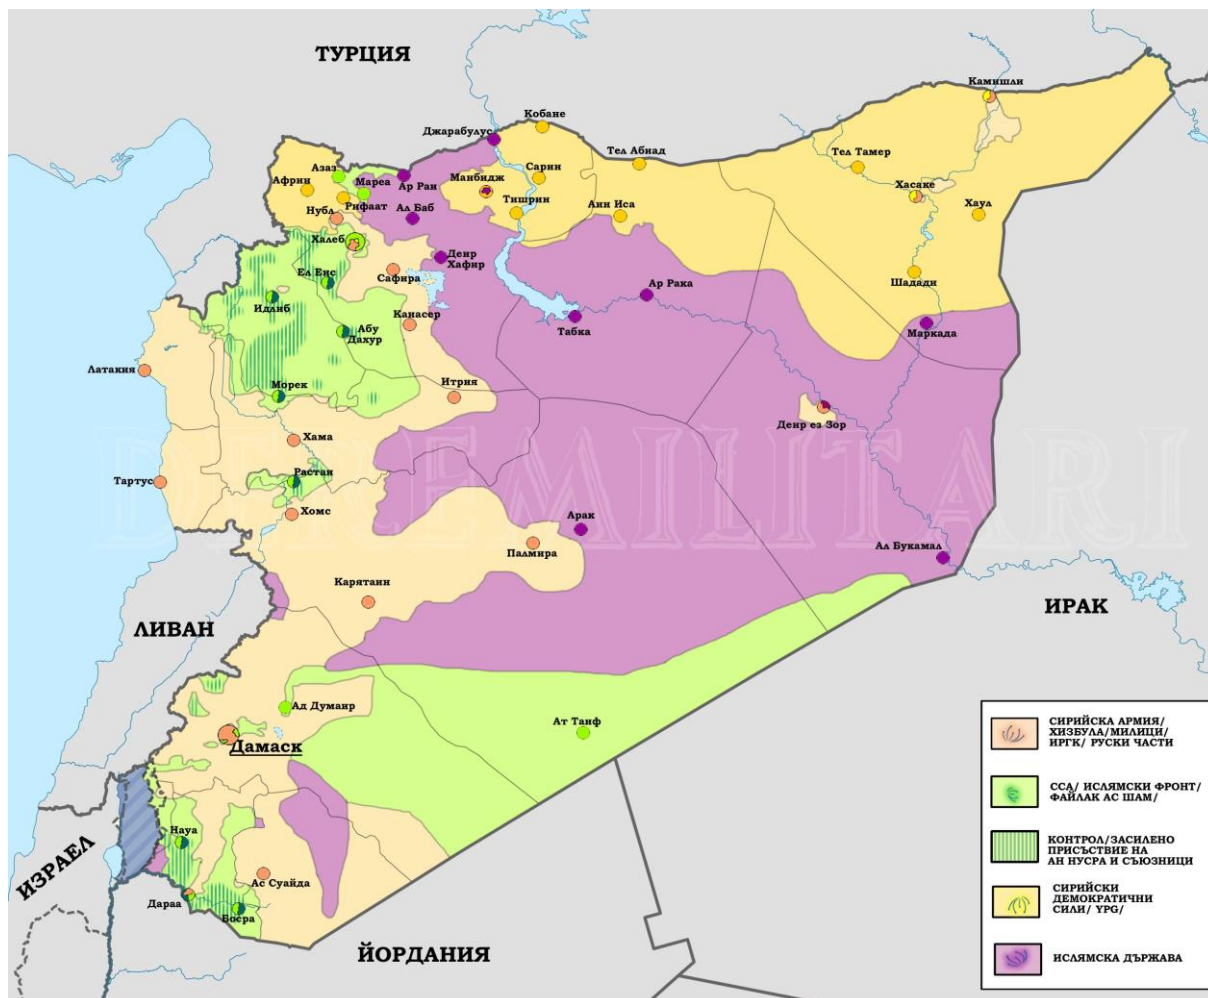 ТУРЦИЯ
Камишли
Кобане
Джарабулус
Тел Абиад
Тел Тамер
Азаз
Сарин
Африн
Мареа
Ар Раи
Манбидж
Хасаке
Нубл
Рифаат
Ал Баб
Тишрин
Аин Иса
Хаул
Халеб
Деир
Хафир
Ел Еис
Сафира
Шадади
Идлиб
Ар Рака
Абу
Дахур
Канасер
Табка
Маркада
Латакия
Морек
Итрия
Деир ез Зор
Хама
DEREMILITARI
Тартус
Растан
Хомс
Арак
Палмира
Ал Букамал
Карятаин
ИРАК
ЛИВАН
Ад Думаир
Ат Танф
Дамаск
СИРИЙСКА АРМИЯ/
ХИЗБУЛА/МИЛИЦИ/
ИРГК/ РУСКИ ЧАСТИ
ССА/ ИСЛЯМСКИ ФРОНТ/
ФАЙЛАК АС ШАМ/
Науа
КОНТРОЛ/ЗАСИЛЕНО
ПРИСЪСТВИЕ НА
АН НУСРА И СЪЮЗНИЦИ
ИЗРАЕЛ
Ас Суайда
Дараа
Босра
СИРИЙСКИ
ДЕМОКРАТИЧНИ
СИЛИ/ YPG/
ЙОРДАНИЯ
ИСЛЯМСКА ДЪРЖАВА